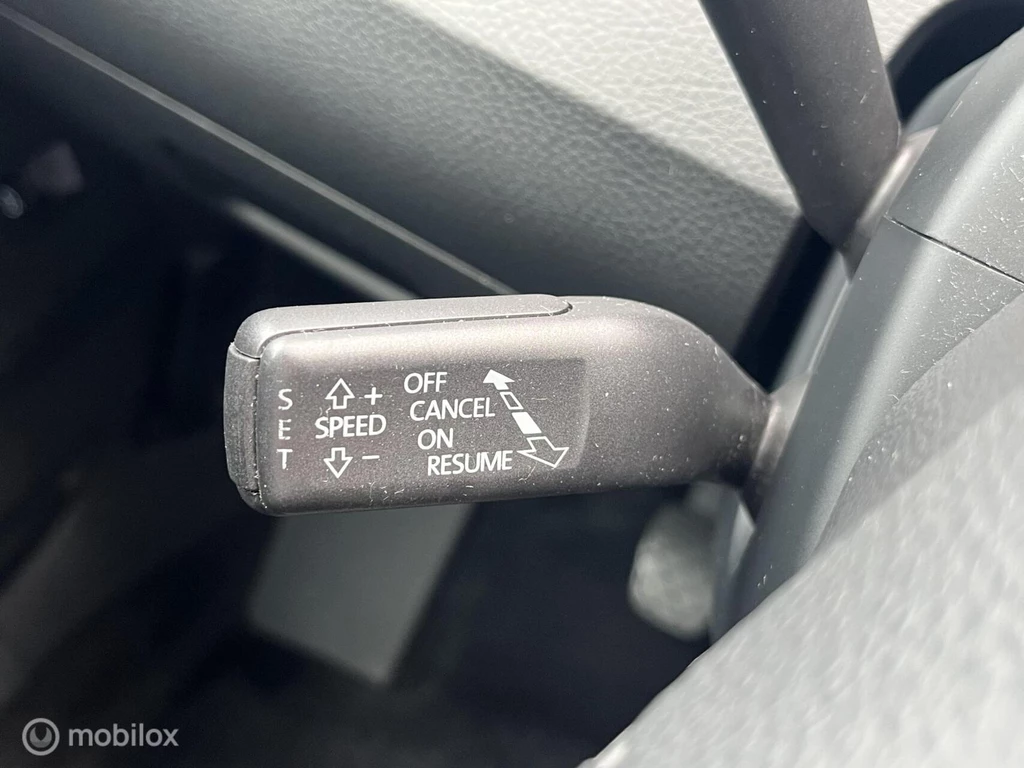 S
E
T
+
SPEED
−
OFF
CANCEL
ON
RESUME
mobilox